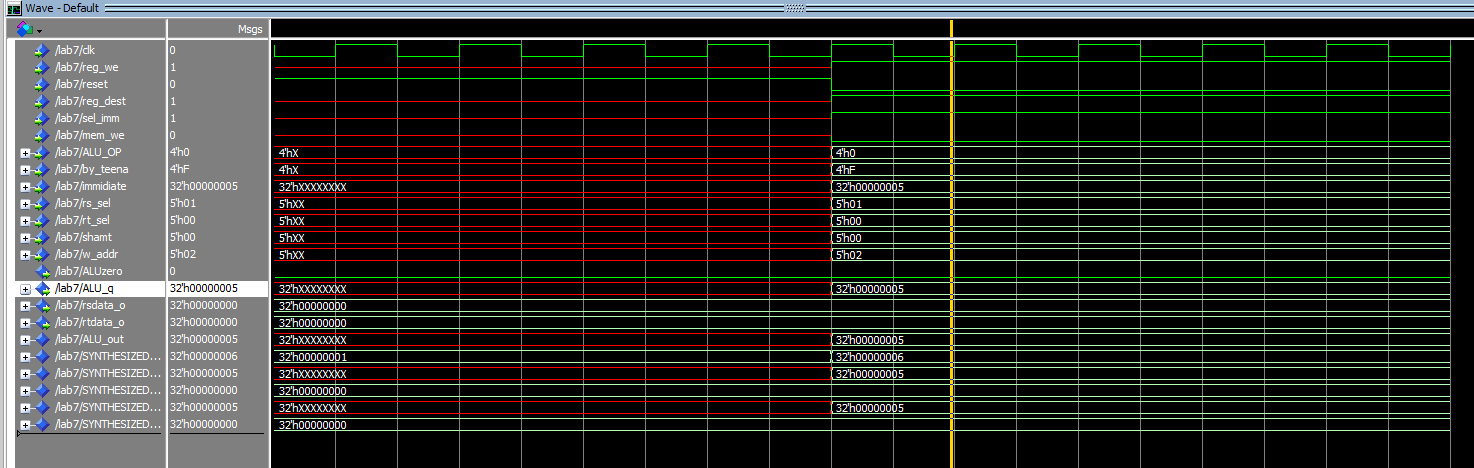 Wave - Default
Msgs
/lab7/clk 0
/lab7/reg_we 1
/lab7/reset 0
/lab7/reg_dest 1
/lab7/sel_imm 1
/lab7/mem_we 0
/lab7/ALU_OP 4'h0 4'hX 4'h0
/lab7/by_teena 4'hF 4'hX 4'hF
/lab7/immidiate 32'h00000005 32'hXXXXXXXX 32'h00000005
/lab7/rs_sel 5'h01 5'hXX 5'h01
/lab7/rt_sel 5'h00 5'hXX 5'h00
/lab7/shamt 5'h00 5'hXX 5'h00
/lab7/w_addr 5'h02 5'hXX 5'h02
/lab7/ALUzero 0
/lab7/ALU_q 32'h00000005 32'hXXXXXXXX 32'h00000005
/lab7/rsdata_o 32'h00000000 32'h00000000
/lab7/rtdata_o 32'h00000000 32'h00000000
/lab7/ALU_out 32'h00000005 32'hXXXXXXXX 32'h00000005
/lab7/SYNTHESIZED... 32'h00000006 32'h00000001 32'h00000006
/lab7/SYNTHESIZED... 32'h00000005 32'hXXXXXXXX 32'h00000005
/lab7/SYNTHESIZED... 32'h00000000 32'h00000000
/lab7/SYNTHESIZED... 32'h00000005 32'hXXXXXXXX 32'h00000005
/lab7/SYNTHESIZED... 32'h00000000 32'h00000000